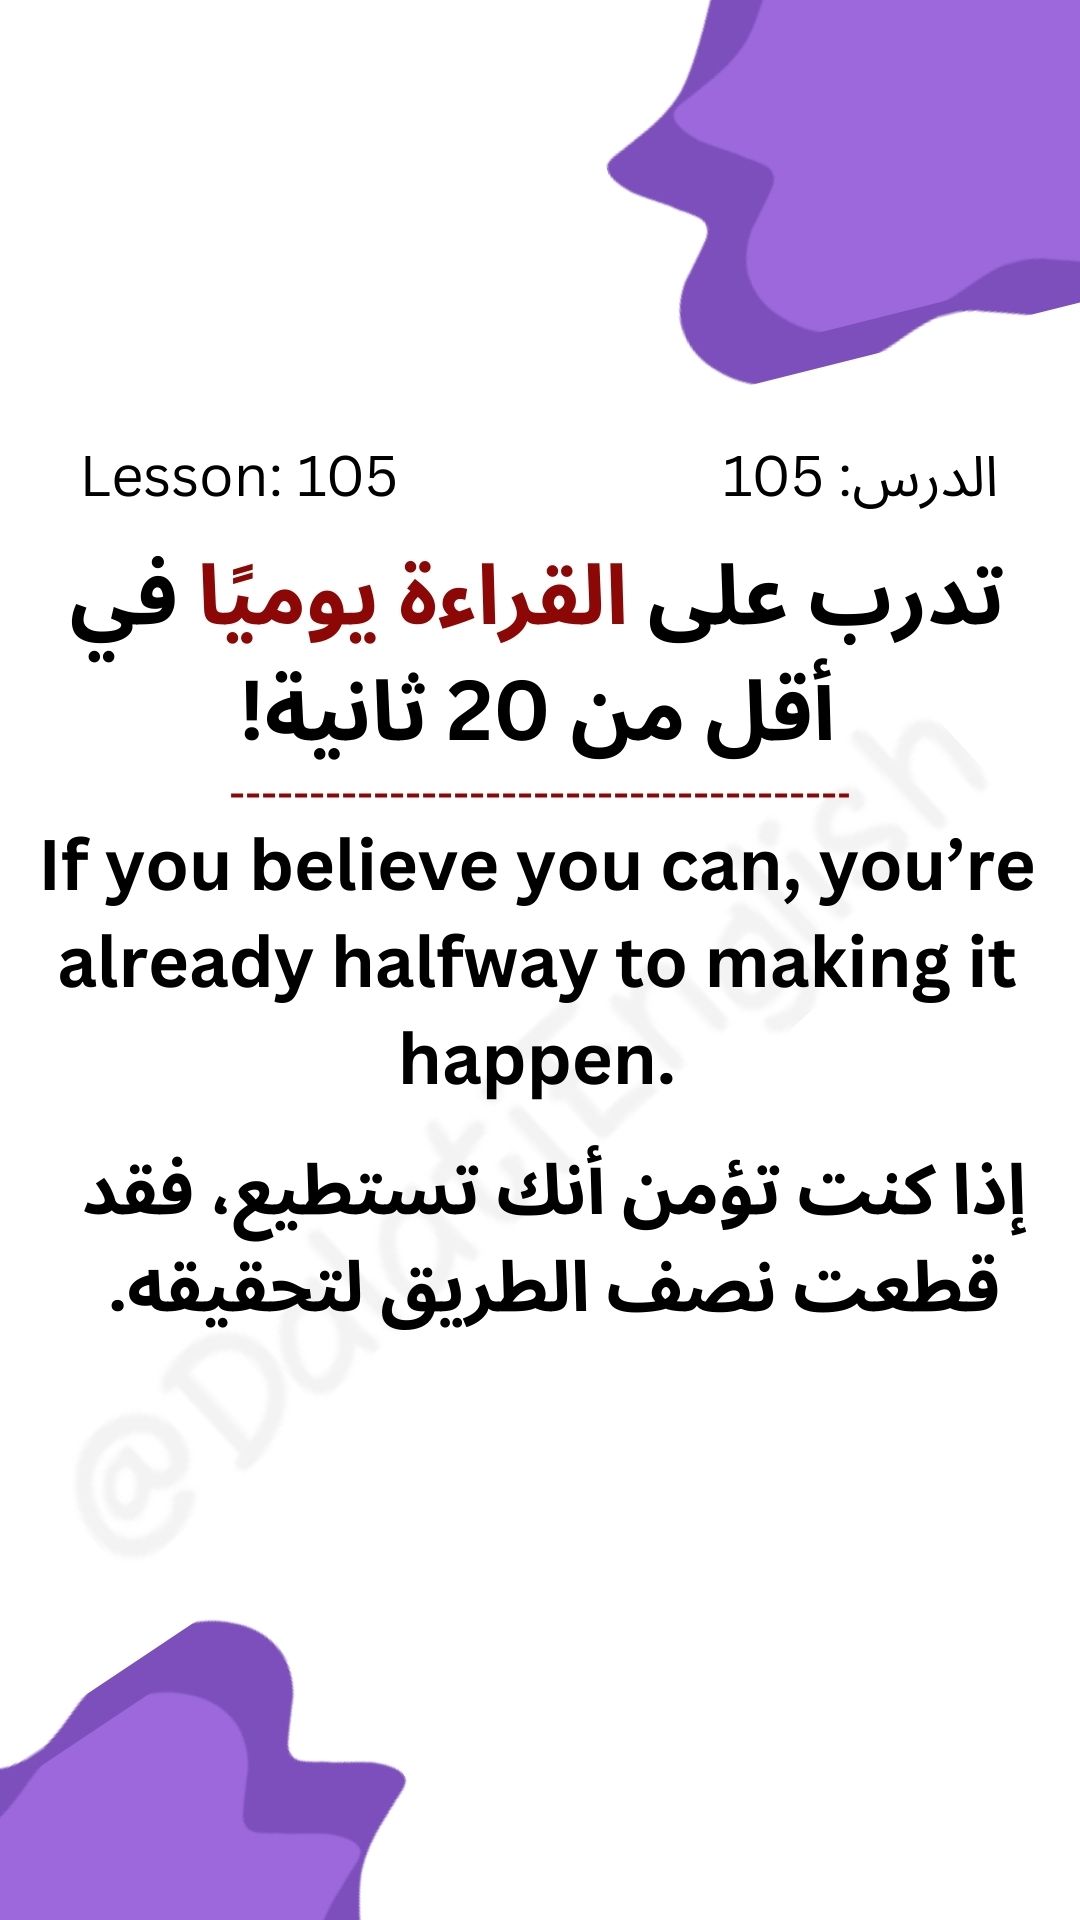 Lesson: 105
الدرس: 105
تدرب على القراءة يوميًا في
أقل من 20 ثانية!
---------------------------------------
If you believe you can, you’re
already halfway to making it
happen.
إذا كنت تؤمن أنك تستطيع، فقد
قطعت نصف الطريق لتحقيقه.